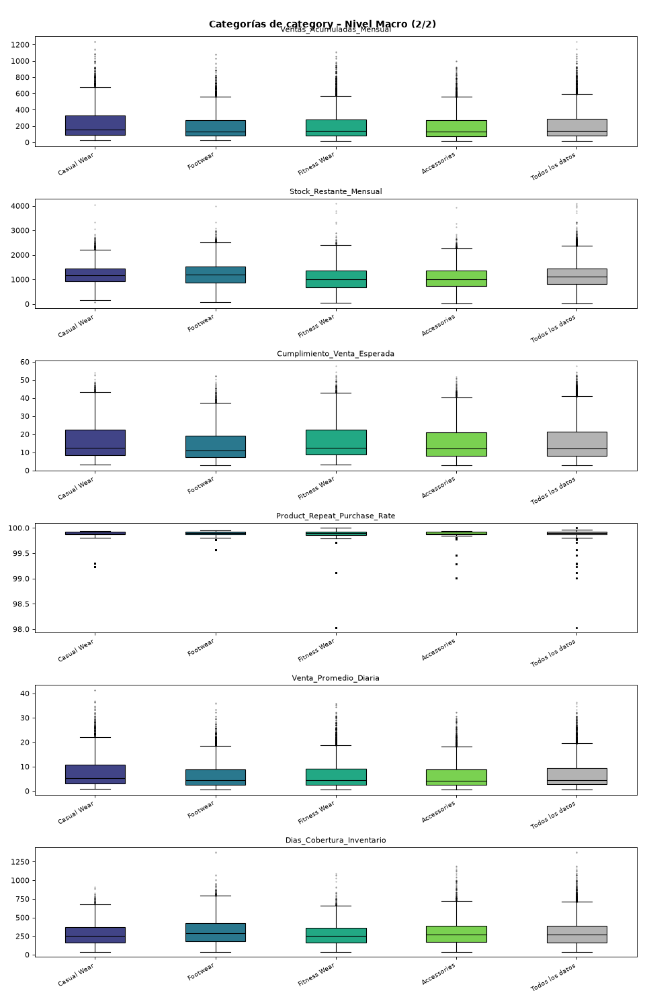 Categorías de category – Nivel Macro (2/2)
Ventas_Acumuladas_Mensual
1200
1000
800
600
400
200
0
Casual Wear
Footwear
Fitness Wear
Accessories
Todos los datos
Stock_Restante_Mensual
4000
3000
2000
1000
0
Casual Wear
Footwear
Fitness Wear
Accessories
Todos los datos
Cumplimiento_Venta_Esperada
60
50
40
30
20
10
0
Casual Wear
Footwear
Fitness Wear
Accessories
Todos los datos
Product_Repeat_Purchase_Rate
100.0
99.5
99.0
98.5
98.0
Casual Wear
Footwear
Fitness Wear
Accessories
Todos los datos
Venta_Promedio_Diaria
40
30
20
10
0
Casual Wear
Footwear
Fitness Wear
Accessories
Todos los datos
Dias_Cobertura_Inventario
1250
1000
750
500
250
0
Casual Wear
Footwear
Fitness Wear
Accessories
Todos los datos